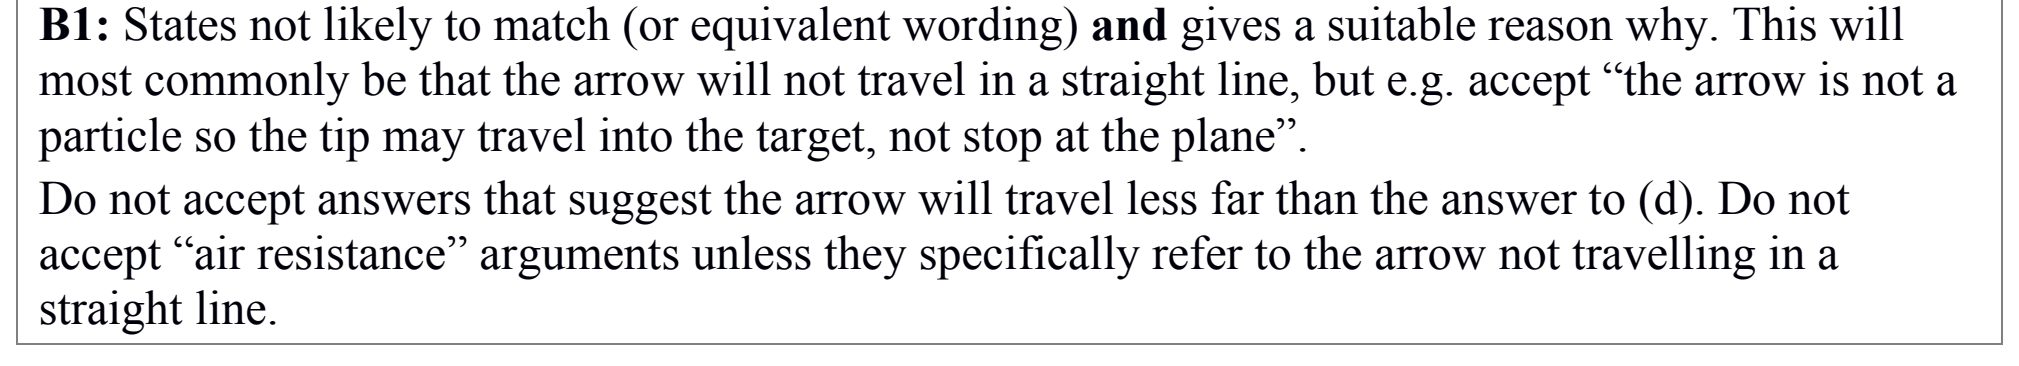 B1: States not likely to match (or equivalent wording) and gives a suitable reason why. This will
most commonly be that the arrow will not travel in a straight line, but e.g. accept “the arrow is not a
particle so the tip may travel into the target, not stop at the plane”.
Do not accept answers that suggest the arrow will travel less far than the answer to (d). Do not
accept “air resistance” arguments unless they specifically refer to the arrow not travelling in a
straight line.